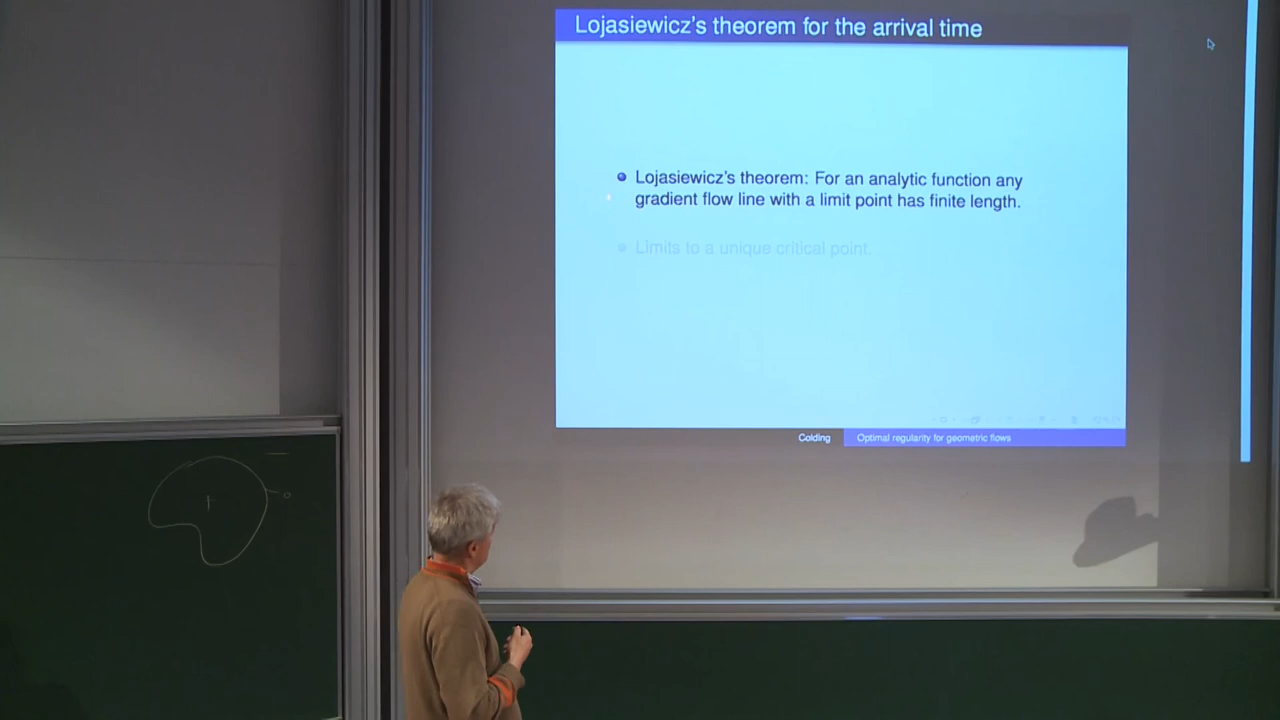 Lojasiewicz's theorem for the arrival time
Lojasiewicz's theorem: For an analytic function any
gradient flow line with a limit point has finite length.
Limits to a unique critical point.
Colding
Optimal regularity for geometric flows